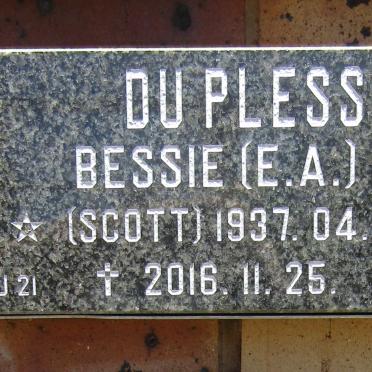 DU PLESS
BESSIE (E.A.)
☆ (SCOTT) 1937. 04.
J 21 † 2016. 11. 25.